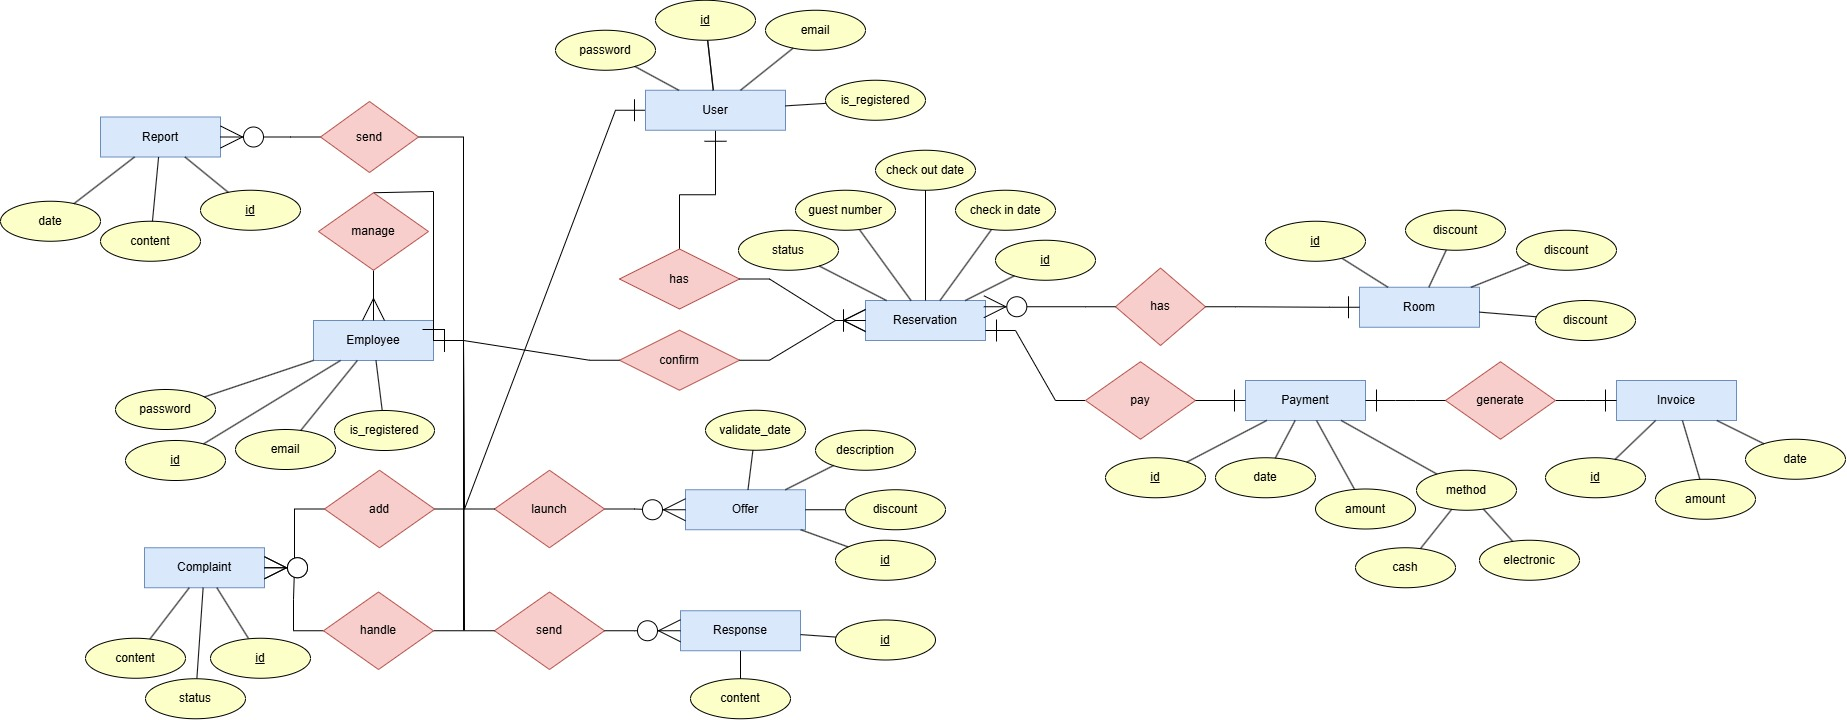 id
password
email
User
is_registered
Report
send
date
content
id
manage
Employee
password
id
email
is_registered
has
confirm
check out date
guest number
check in date
status
id
Reservation
has
id
discount
discount
Room
discount
pay
Payment
generate
Invoice
id
date
amount
method
cash
electronic
id
amount
date
add
launch
validate_date
description
Offer
discount
id
Complaint
handle
send
Response
id
content
content
id
status